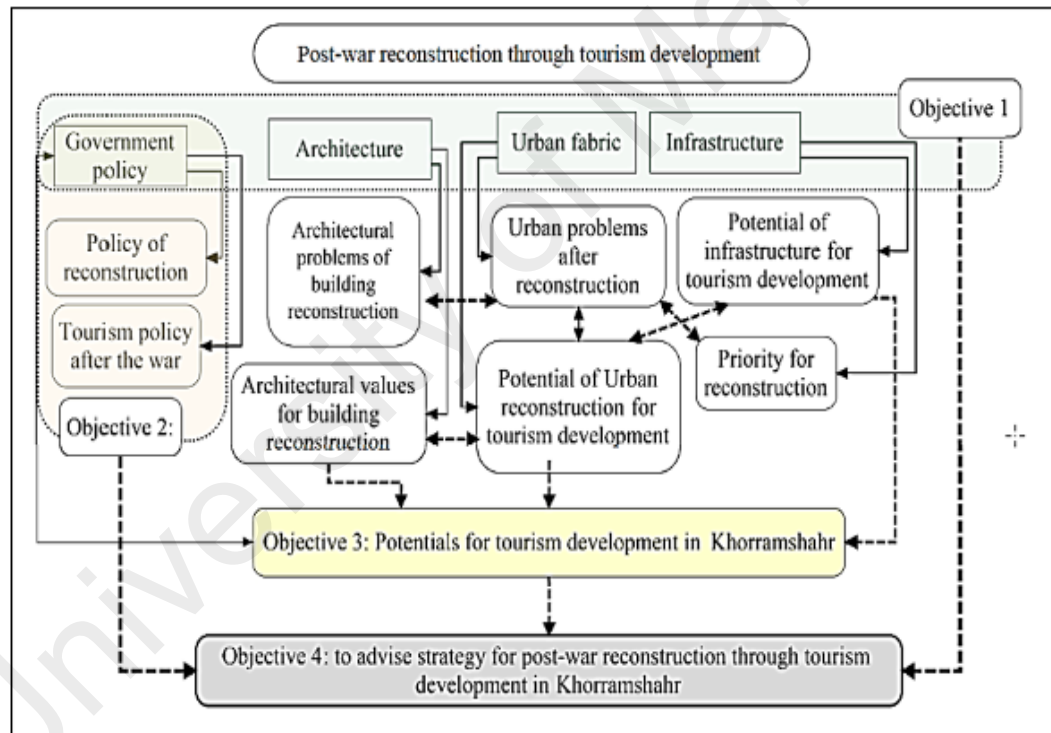 Post-war reconstruction through tourism development
Objective 1
Government
policy
Architecture
Urban fabric
Infrastructure
Policy of
reconstruction
Architectural
problems of
building
reconstruction
Urban problems
after
reconstruction
Potential of
infrastructure for
tourism development
Tourism policy
after the war
Architectural values
for building
reconstruction
Potential of Urban
reconstruction for
tourism development
Priority for
reconstruction
Objective 2:
Objective 3: Potentials for tourism development in Khorramshahr
Objective 4: to advise strategy for post-war reconstruction through tourism
development in Khorramshahr
University of